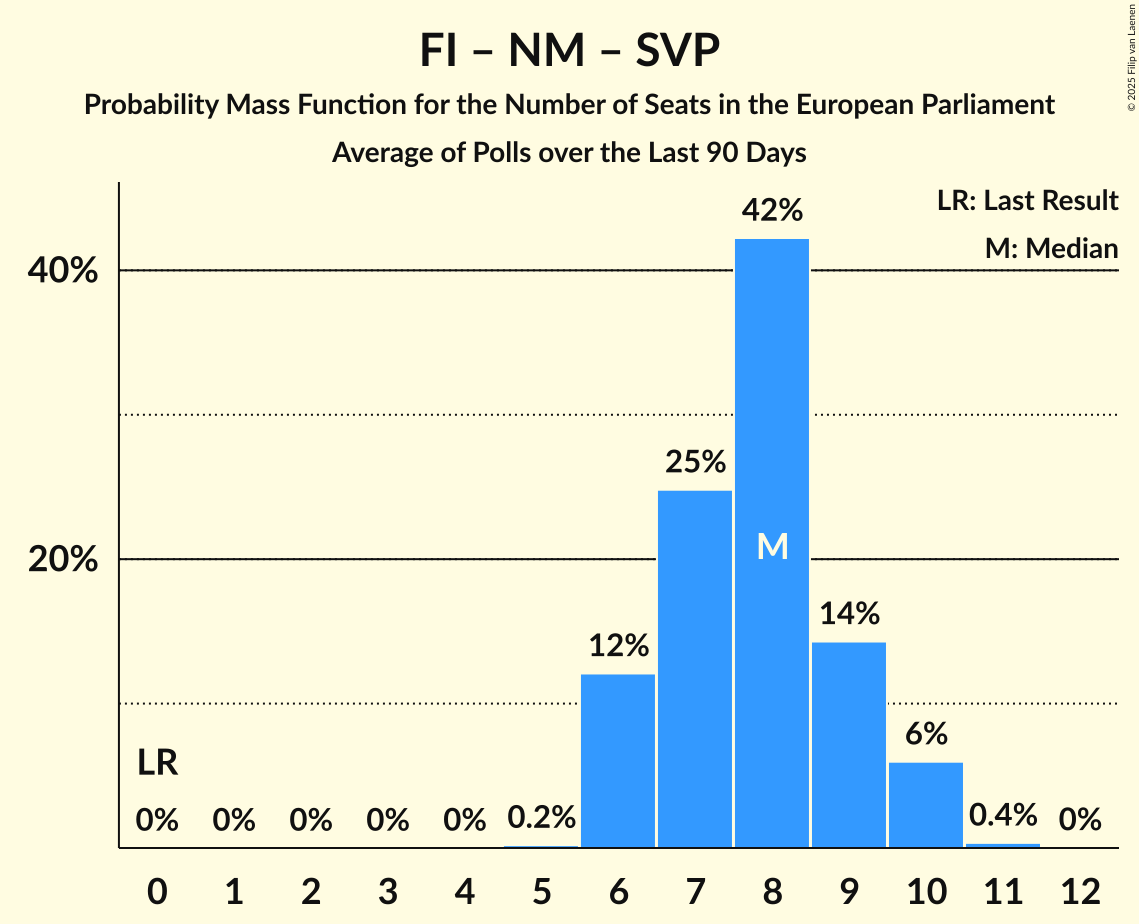 FI – NM – SVP
Probability Mass Function for the Number of Seats in the European Parliament
Average of Polls over the Last 90 Days
© 2025 Filip van Laenen
LR: Last Result
M: Median
40%
20%
LR
0% 0% 0% 0% 0% 0.2% 12% 25% 42% 14% 6% 0.4% 0%
M
0 1 2 3 4 5 6 7 8 9 10 11 12